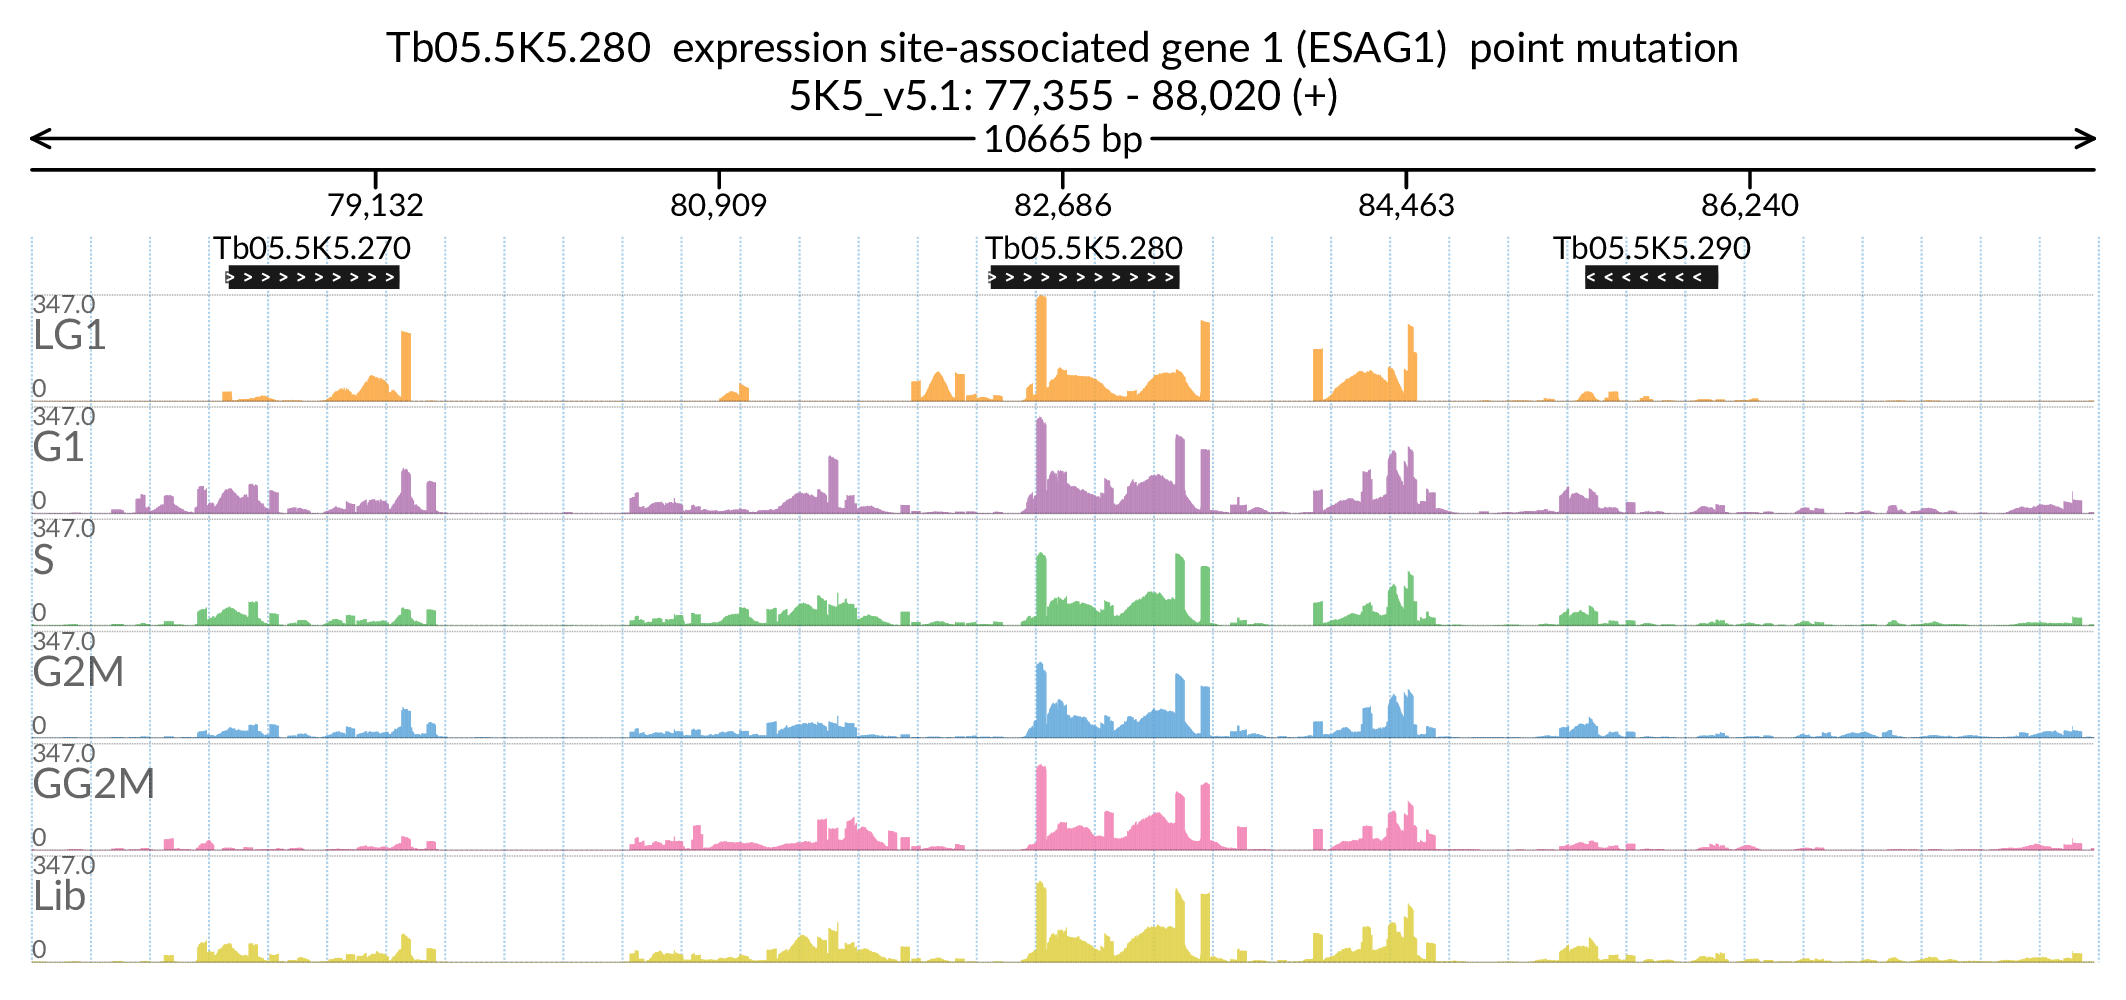 Tb05.5K5.280 expression site-associated gene 1 (ESAG1) point mutation
5K5_v5.1: 77,355 - 88,020 (+)
10665 bp
79,132 80,909 82,686 84,463 86,240
Tb05.5K5.270 Tb05.5K5.280 Tb05.5K5.290
347.0
LG1
0
347.0
G1
0
347.0
S
0
347.0
G2M
0
347.0
GG2M
0
347.0
Lib
0